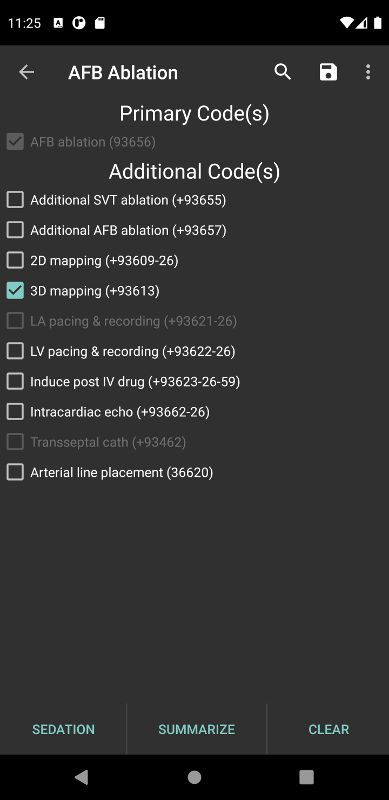 11:25
AFB Ablation
Primary Code(s)
AFB ablation (93656)
Additional Code(s)
Additional SVT ablation (+93655)
Additional AFB ablation (+93657)
2D mapping (+93609-26)
3D mapping (+93613)
LA pacing & recording (+93621-26)
LV pacing & recording (+93622-26)
Induce post IV drug (+93623-26-59)
Intracardiac echo (+93662-26)
Transseptal cath (+93462)
Arterial line placement (36620)
SEDATION SUMMARIZE CLEAR